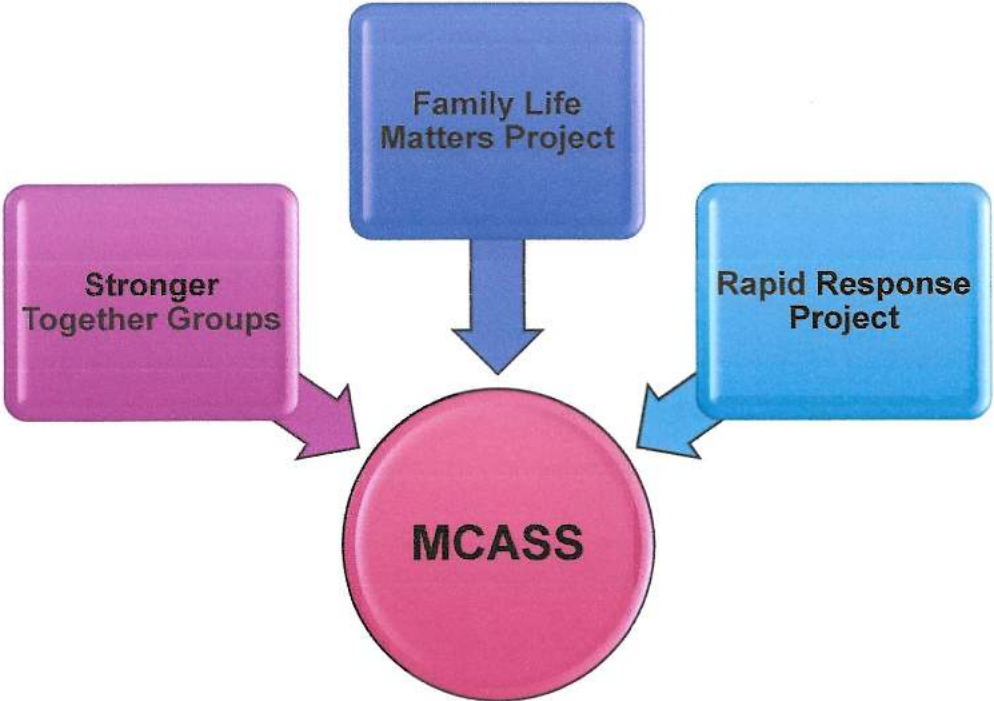 Family Life
Matters Project
Stronger
Together Groups
Rapid Response
Project
MCASS